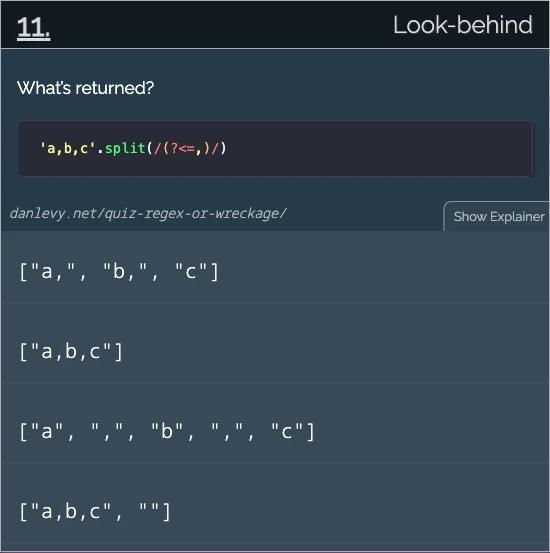 11.
Look-behind
What's returned?
'a,b,c'.split(/(?<=,)/)
danlevy.net/quiz-regex-or-wreckage/
Show Explainer
["a,", "b,", "c"]
["a,b,c"]
["a", ",", "b", ",", "c"]
["a,b,c", ""]